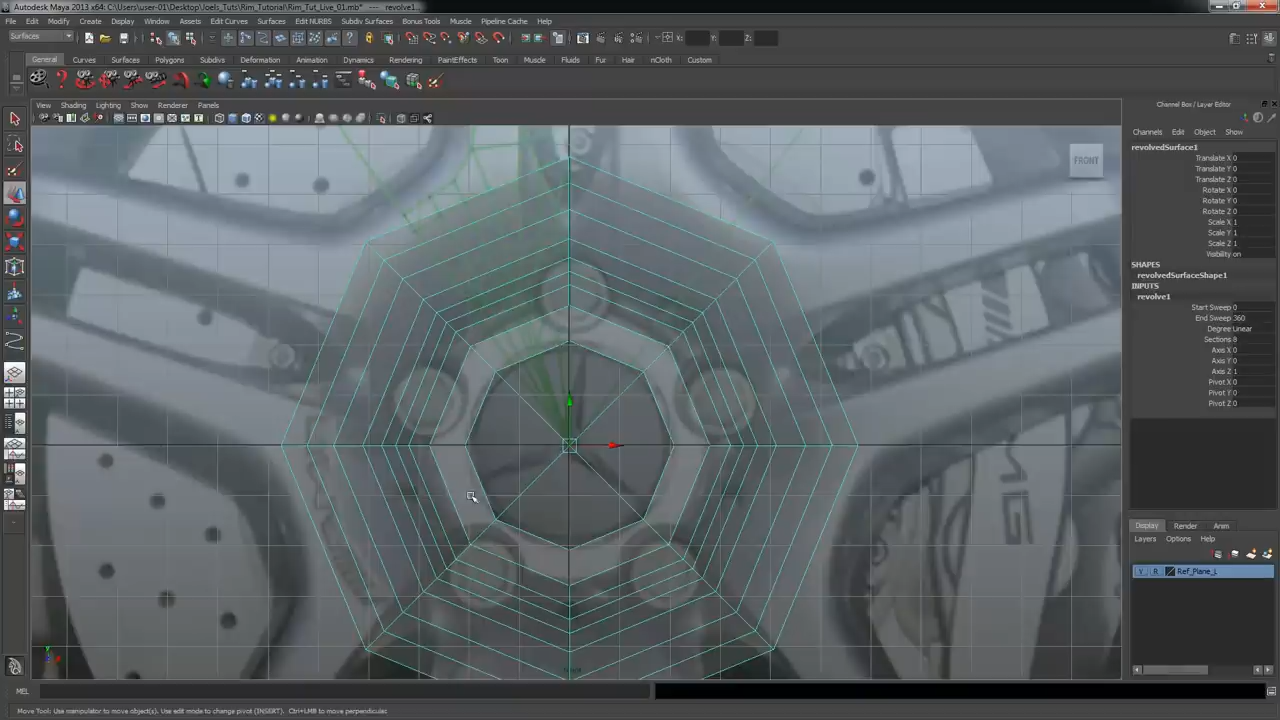 Autodesk Maya 2013 x64: C:\Users\user-01\Desktop\Joels_Tuts\Rim_Tutorial\Rim_Tut_Live_01.mb* --- revolve1...
File Edit Modify Create Display Window Assets Edit Curves Surfaces Edit NURBS Subdiv Surfaces Bonus Tools Muscle Pipeline Cache Help
Surfaces X: Y: Z:
General Curves Surfaces Polygons Subdivs Deformation Animation Dynamics Rendering PaintEffects Toon Muscle Fluids Fur Hair nCloth Custom
View Shading Lighting Show Renderer Panels
FRONT
AMG
Channel Box / Layer Editor
Channels Edit Object Show
revolvedSurface1
Translate X 0
Translate Y 0
Translate Z 0
Rotate X 0
Rotate Y 0
Rotate Z 0
Scale X 1
Scale Y 1
Scale Z 1
Visibility on
SHAPES
revolvedSurfaceShape1
INPUTS
revolve1
Start Sweep 0
End Sweep 360
Degree Linear
Sections 8
Axis X 0
Axis Y 0
Axis Z 1
Pivot X 0
Pivot Y 0
Pivot Z 0
Display Render Anim
Layers Options Help
V R Ref_Plane_L
MEL
Move Tool: Use manipulator to move object(s). Use edit mode to change pivot (INSERT). Ctrl+LMB to move perpendicular.